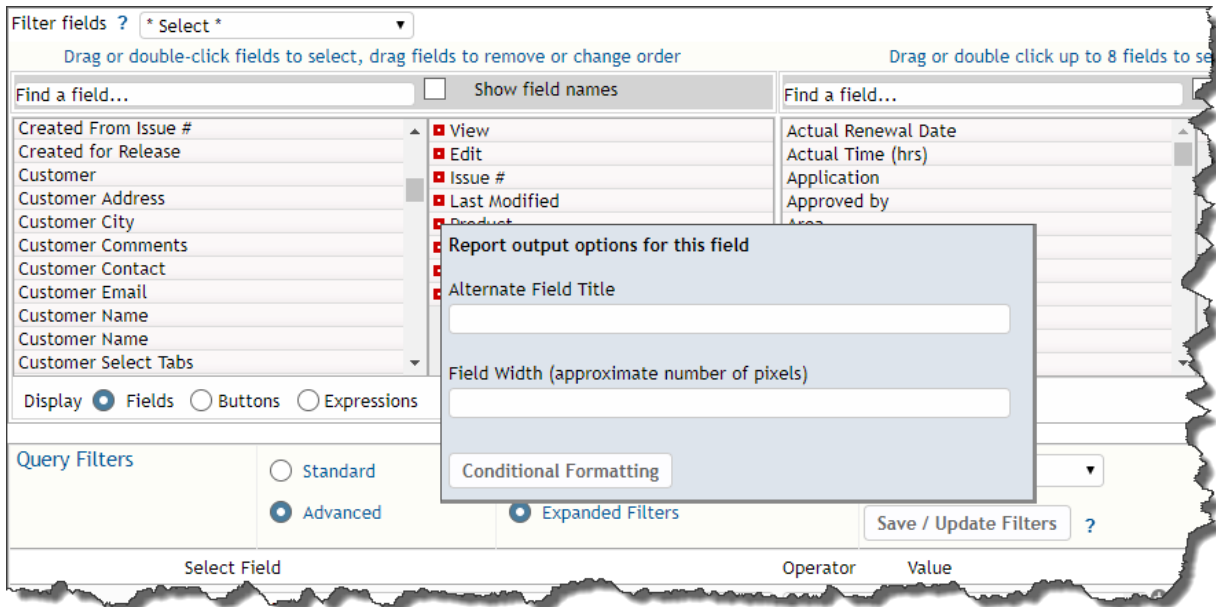 Filter fields ? * Select *
Drag or double-click fields to select, drag fields to remove or change order
Drag or double click up to 8 fields to se
Find a field...
Show field names
Find a field...
Created From Issue #
Created for Release
Customer
Customer Address
Customer City
Customer Comments
Customer Contact
Customer Email
Customer Name
Customer Name
Customer Select Tabs
View
Edit
Issue #
Last Modified
Product
Actual Renewal Date
Actual Time (hrs)
Application
Approved by
Area
Report output options for this field
Alternate Field Title
Field Width (approximate number of pixels)
Conditional Formatting
Display Fields Buttons Expressions
Query Filters
Standard
Advanced
Expanded Filters
Save / Update Filters ?
Select Field Operator Value